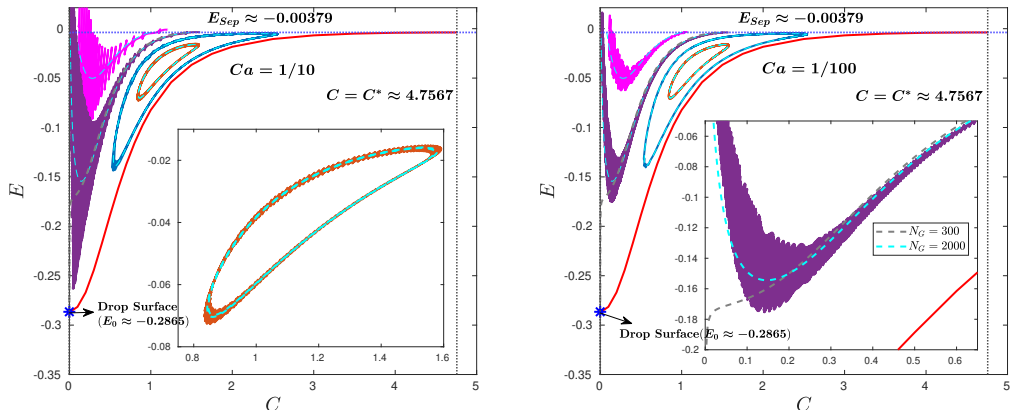 E_{Sep} ≈ −0.00379
Ca = 1/10
C = C* ≈ 4.7567
Drop Surface
(E_0 ≈ −0.2865)
0
-0.05
-0.1
-0.15
-0.2
-0.25
-0.3
-0.35
E
0 1 2 3 4 5
C
-0.02
-0.04
-0.06
-0.08
0.8 1 1.2 1.4 1.6
E_{Sep} ≈ −0.00379
Ca = 1/100
C = C* ≈ 4.7567
Drop Surface(E_0 ≈ −0.2865)
0
-0.05
-0.1
-0.15
-0.2
-0.25
-0.3
-0.35
E
0 1 2 3 4 5
C
-0.06
-0.08
-0.1
-0.12
-0.14
-0.16
-0.18
-0.2
0 0.1 0.2 0.3 0.4 0.5 0.6
N_G = 300
N_G = 2000